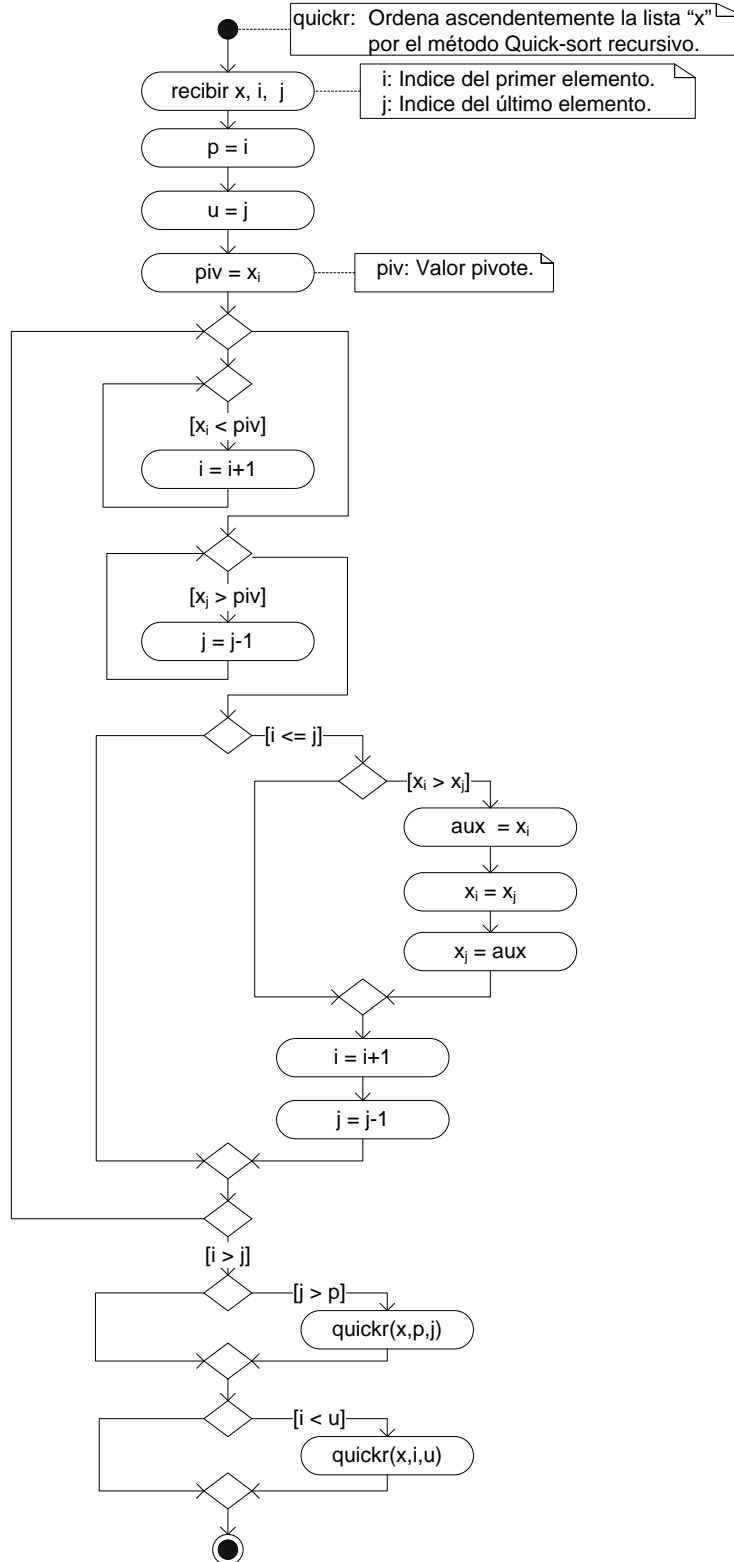 quickr: Ordena ascendentemente la lista “x”
por el método Quick-sort recursivo.
recibir x, i, j
i: Indice del primer elemento.
j: Indice del último elemento.
p = i
u = j
piv = xᵢ
piv: Valor pivote.
[xᵢ < piv]
i = i+1
[xⱼ > piv]
j = j-1
[i <= j]
[xᵢ > xⱼ]
aux = xᵢ
xᵢ = xⱼ
xⱼ = aux
i = i+1
j = j-1
[i > j]
[j > p]
quickr(x,p,j)
[i < u]
quickr(x,i,u)